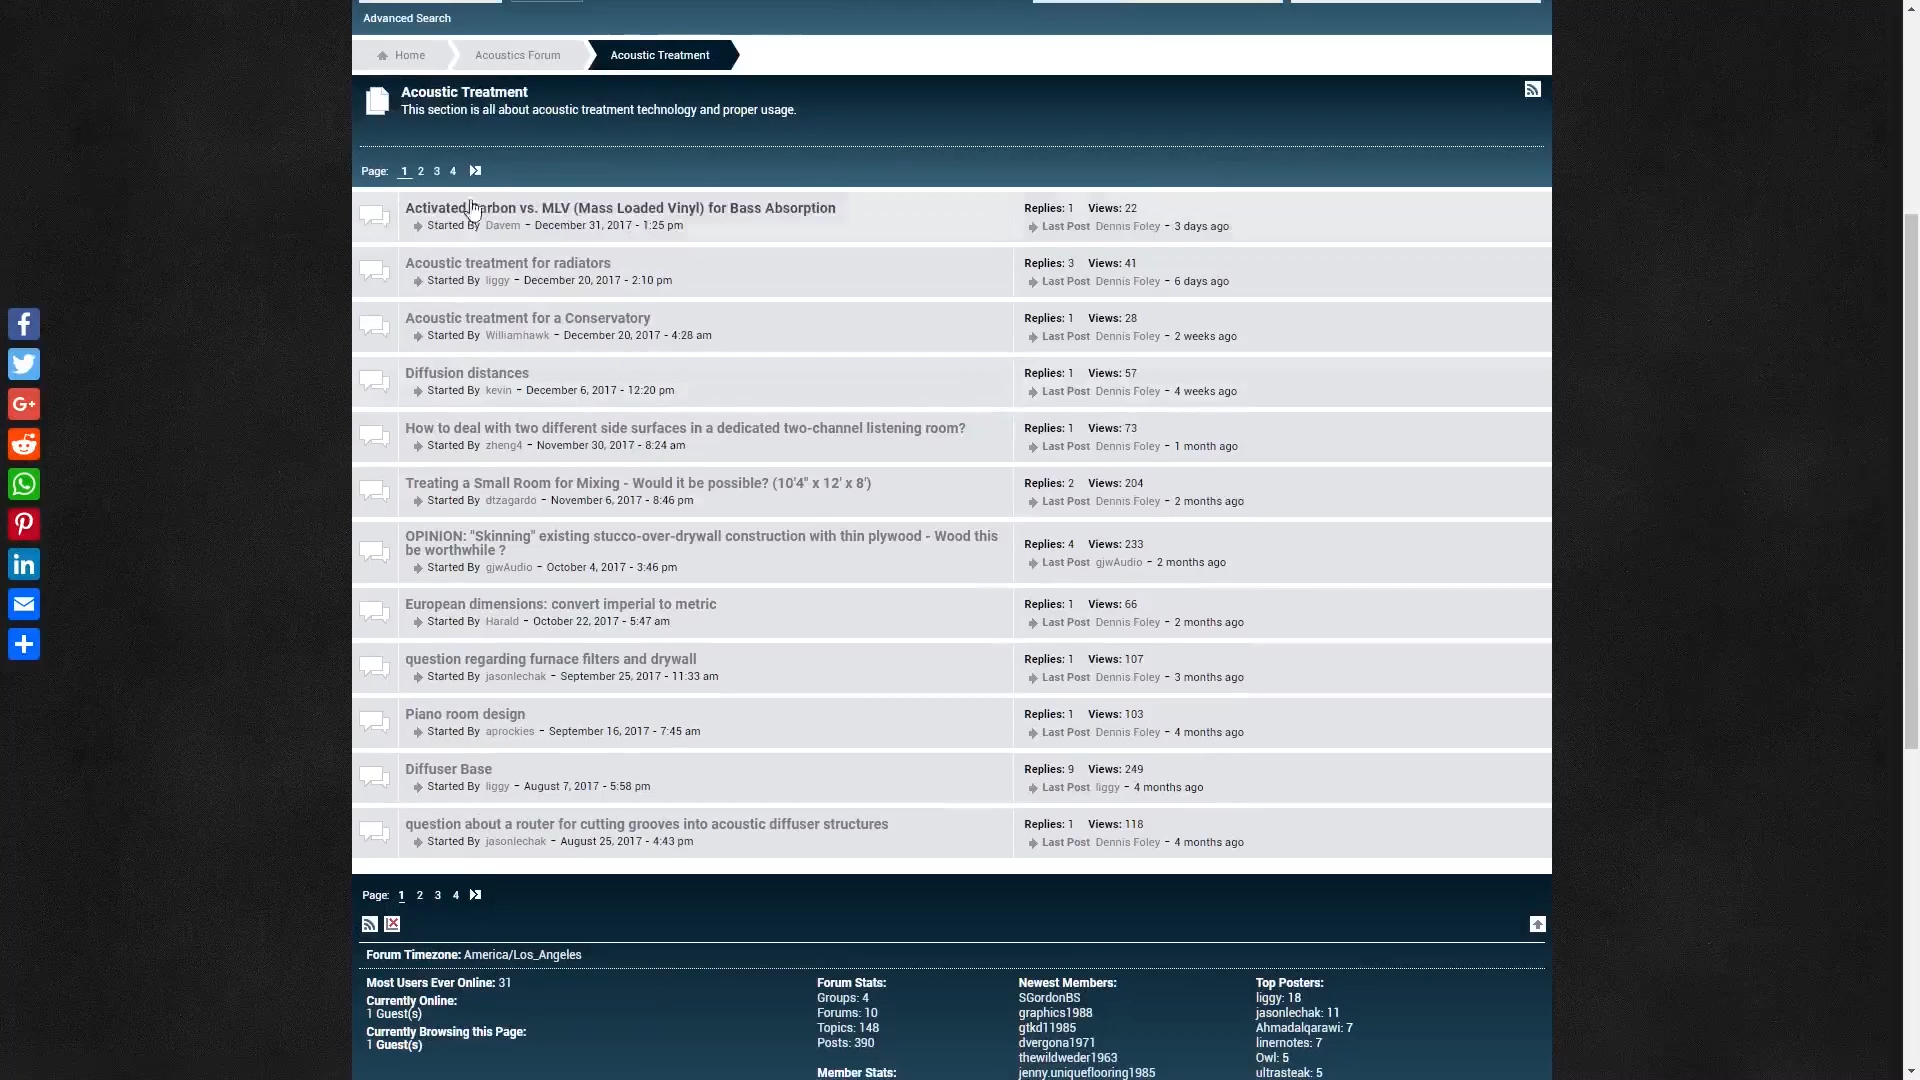 Advanced Search
Home
Acoustics Forum
Acoustic Treatment
Acoustic Treatment
This section is all about acoustic treatment technology and proper usage.
Page: 1 2 3 4
Activated Carbon vs. MLV (Mass Loaded Vinyl) for Bass Absorption
Started By Davem - December 31, 2017 - 1:25 pm
Replies: 1 Views: 22
Last Post Dennis Foley - 3 days ago
Acoustic treatment for radiators
Started By liggy - December 20, 2017 - 2:10 pm
Replies: 3 Views: 41
Last Post Dennis Foley - 6 days ago
Acoustic treatment for a Conservatory
Started By Williamhawk - December 20, 2017 - 4:28 am
Replies: 1 Views: 28
Last Post Dennis Foley - 2 weeks ago
Diffusion distances
Started By kevin - December 6, 2017 - 12:20 pm
Replies: 1 Views: 57
Last Post Dennis Foley - 4 weeks ago
How to deal with two different side surfaces in a dedicated two-channel listening room?
Started By zheng4 - November 30, 2017 - 8:24 am
Replies: 1 Views: 73
Last Post Dennis Foley - 1 month ago
Treating a Small Room for Mixing - Would it be possible? (10'4" x 12' x 8')
Started By dtzagardo - November 6, 2017 - 8:46 pm
Replies: 2 Views: 204
Last Post Dennis Foley - 2 months ago
OPINION: "Skinning" existing stucco-over-drywall construction with thin plywood - Wood this
be worthwhile ?
Started By gjwAudio - October 4, 2017 - 3:46 pm
Replies: 4 Views: 233
Last Post gjwAudio - 2 months ago
European dimensions: convert imperial to metric
Started By Harald - October 22, 2017 - 5:47 am
Replies: 1 Views: 66
Last Post Dennis Foley - 2 months ago
question regarding furnace filters and drywall
Started By jasonlechak - September 25, 2017 - 11:33 am
Replies: 1 Views: 107
Last Post Dennis Foley - 3 months ago
Piano room design
Started By aprockies - September 16, 2017 - 7:45 am
Replies: 1 Views: 103
Last Post Dennis Foley - 4 months ago
Diffuser Base
Started By liggy - August 7, 2017 - 5:58 pm
Replies: 9 Views: 249
Last Post liggy - 4 months ago
question about a router for cutting grooves into acoustic diffuser structures
Started By jasonlechak - August 25, 2017 - 4:43 pm
Replies: 1 Views: 118
Last Post Dennis Foley - 4 months ago
Page: 1 2 3 4
Forum Timezone: America/Los_Angeles
Most Users Ever Online: 31
Currently Online:
1 Guest(s)
Currently Browsing this Page:
1 Guest(s)
Forum Stats:
Groups: 4
Forums: 10
Topics: 148
Posts: 390
Member Stats:
Newest Members:
SGordonBS
graphics1988
gtkd11985
dvergona1971
thewildweder1963
jenny.uniqueflooring1985
Top Posters:
liggy: 18
jasonlechak: 11
Ahmadalqarawi: 7
linernotes: 7
Owl: 5
ultrasteak: 5